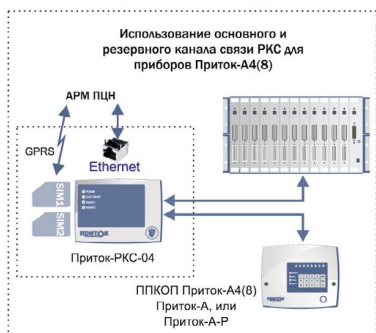 Использование основного и
резервного канала связи РКС для
приборов Приток-А4(8)
АРМ ПЦН
GPRS
Ethernet
SIM1
SIM2
ПРИТОК
Приток-РКС-04
ППКОП Приток-А4(8)
Приток-А, или
Приток-А-Р